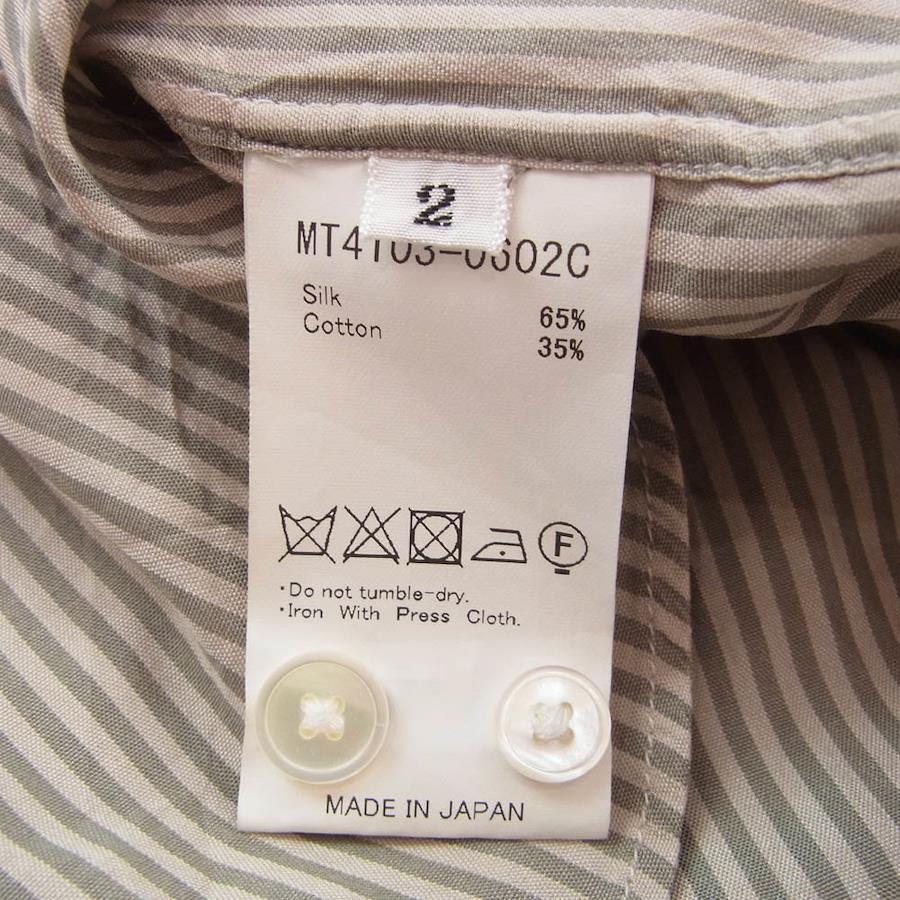 2
MT4103-0602C
Silk 65%
Cotton 35%
F
·Do not tumble-dry.
·Iron With Press Cloth.
MADE IN JAPAN